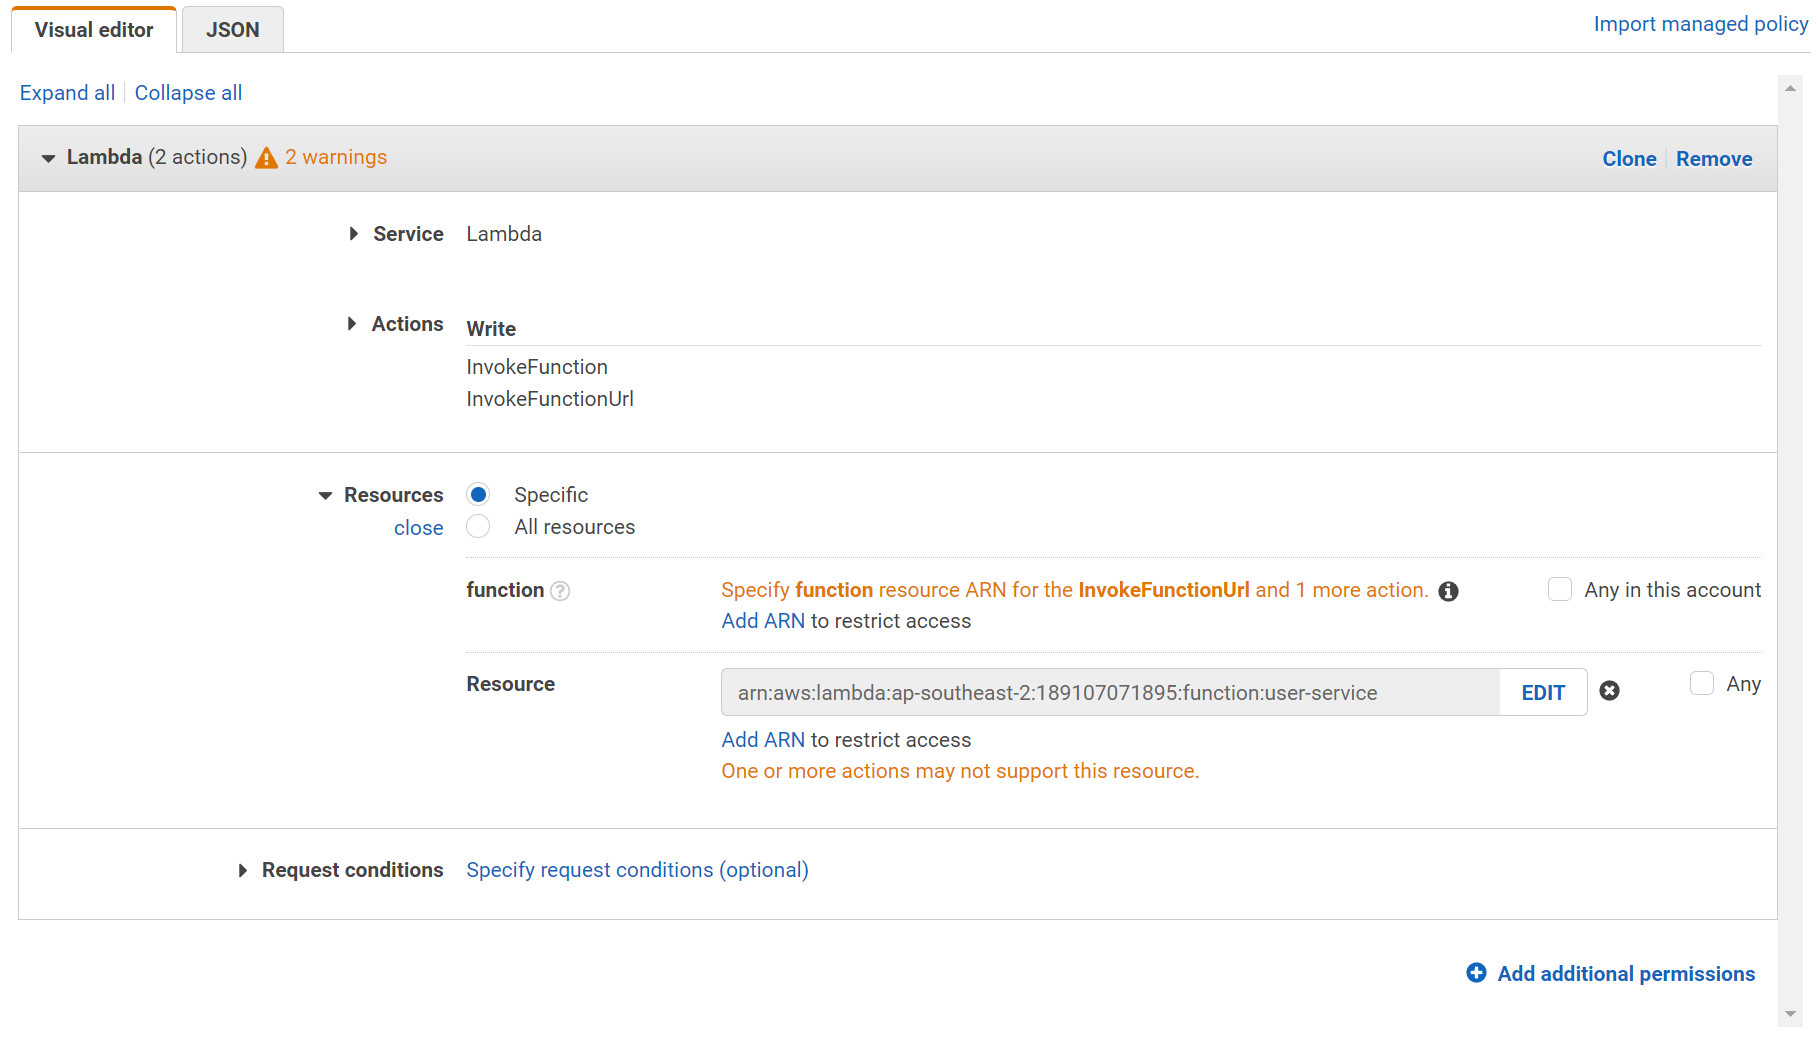 Visual editor
JSON
Import managed policy
Expand all
Collapse all
Lambda (2 actions) 2 warnings
Clone
Remove
Service
Lambda
Actions
Write
InvokeFunction
InvokeFunctionUrl
Resources
close
Specific
All resources
function ?
Specify function resource ARN for the InvokeFunctionUrl and 1 more action.
Any in this account
Add ARN to restrict access
Resource
arn:aws:lambda:ap-southeast-2:189107071895:function:user-service
EDIT
Any
Add ARN to restrict access
One or more actions may not support this resource.
Request conditions
Specify request conditions (optional)
Add additional permissions